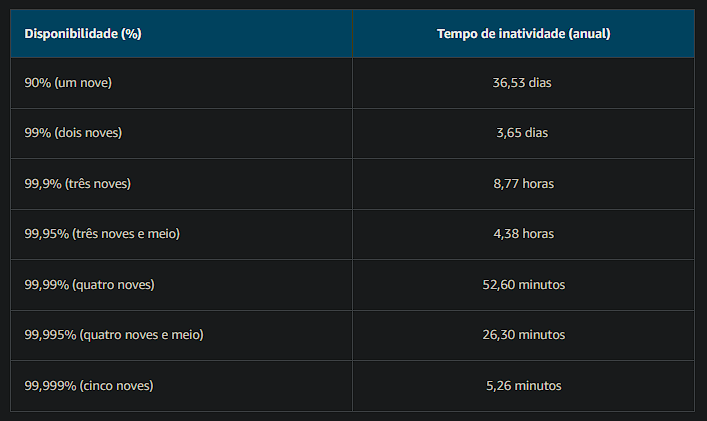 Disponibilidade (%) Tempo de inatividade (anual)
90% (um nove) 36,53 dias
99% (dois noves) 3,65 dias
99,9% (três noves) 8,77 horas
99,95% (três noves e meio) 4,38 horas
99,99% (quatro noves) 52,60 minutos
99,995% (quatro noves e meio) 26,30 minutos
99,999% (cinco noves) 5,26 minutos